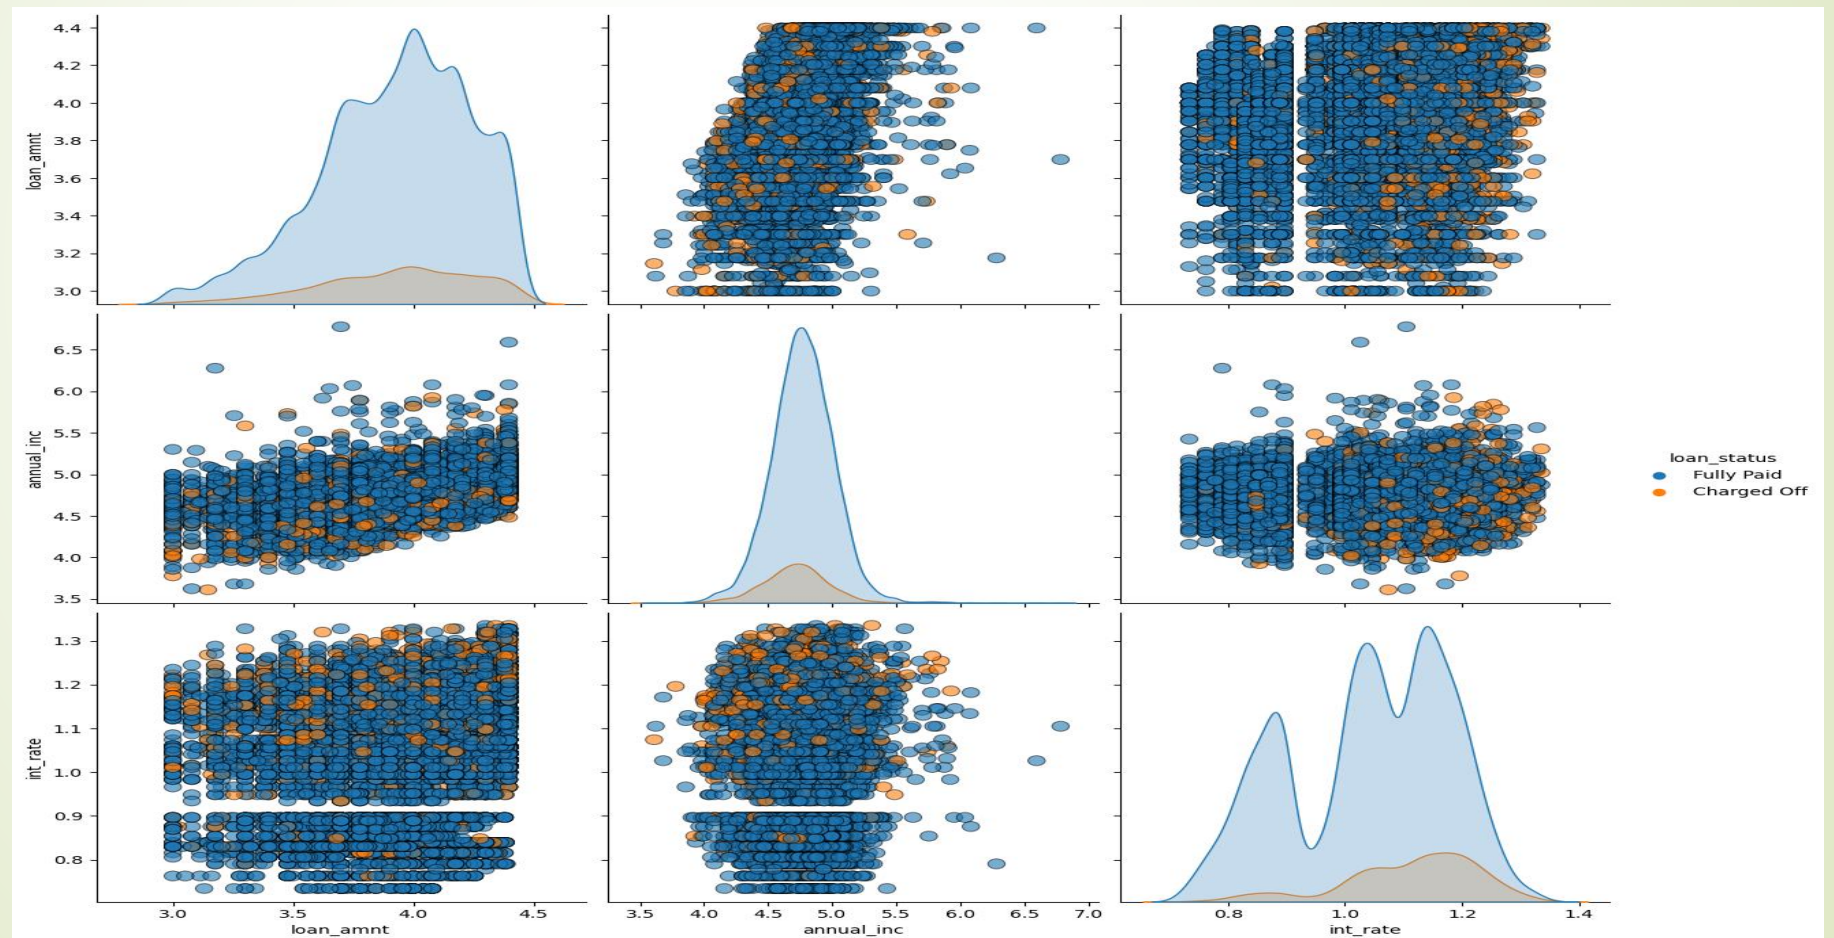 4.4
4.2
4.0
3.8
3.6
3.4
3.2
3.0
loan_amnt
6.5
6.0
5.5
5.0
4.5
4.0
3.5
annual_inc
loan_status
Fully Paid
Charged Off
1.3
1.2
1.1
1.0
0.9
0.8
int_rate
3.0 3.5 4.0 4.5
loan_amnt
3.5 4.0 4.5 5.0 5.5 6.0 6.5 7.0
annual_inc
0.8 1.0 1.2 1.4
int_rate